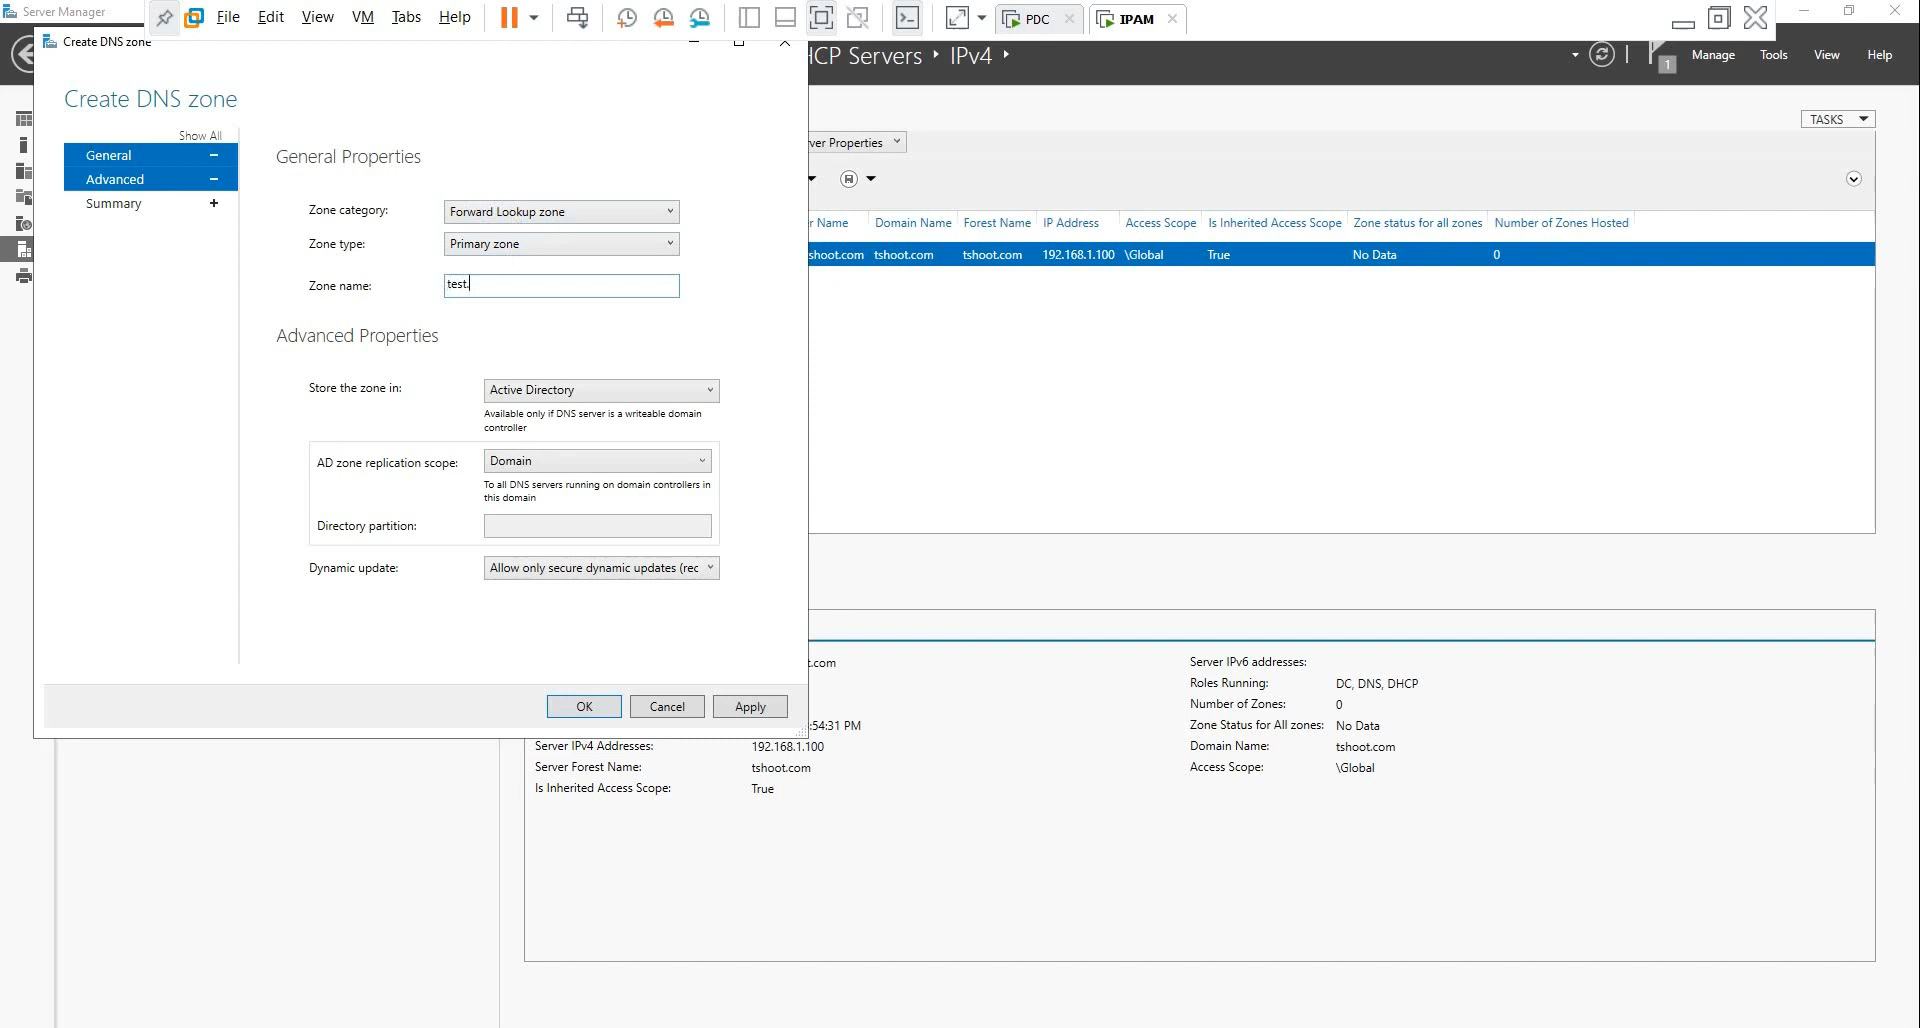 Server Manager
File Edit View VM Tabs Help
PDC
IPAM
Create DNS zone
HCP Servers IPv4
1
Manage Tools View Help
Create DNS zone
Show All
General
Advanced
Summary
General Properties
Zone category: Forward Lookup zone
Zone type: Primary zone
Zone name: test.
Advanced Properties
Store the zone in: Active Directory
Available only if DNS server is a writeable domain
controller
AD zone replication scope: Domain
To all DNS servers running on domain controllers in
this domain
Directory partition:
Dynamic update: Allow only secure dynamic updates (rec
OK Cancel Apply
TASKS
ver Properties
r Name Domain Name Forest Name IP Address Access Scope Is Inherited Access Scope Zone status for all zones Number of Zones Hosted
shoot.com tshoot.com tshoot.com 192.168.1.100 \Global True No Data 0
t.com
:54:31 PM
Server IPv4 Addresses: 192.168.1.100
Server Forest Name: tshoot.com
Is Inherited Access Scope: True
Server IPv6 addresses:
Roles Running: DC, DNS, DHCP
Number of Zones: 0
Zone Status for All zones: No Data
Domain Name: tshoot.com
Access Scope: \Global